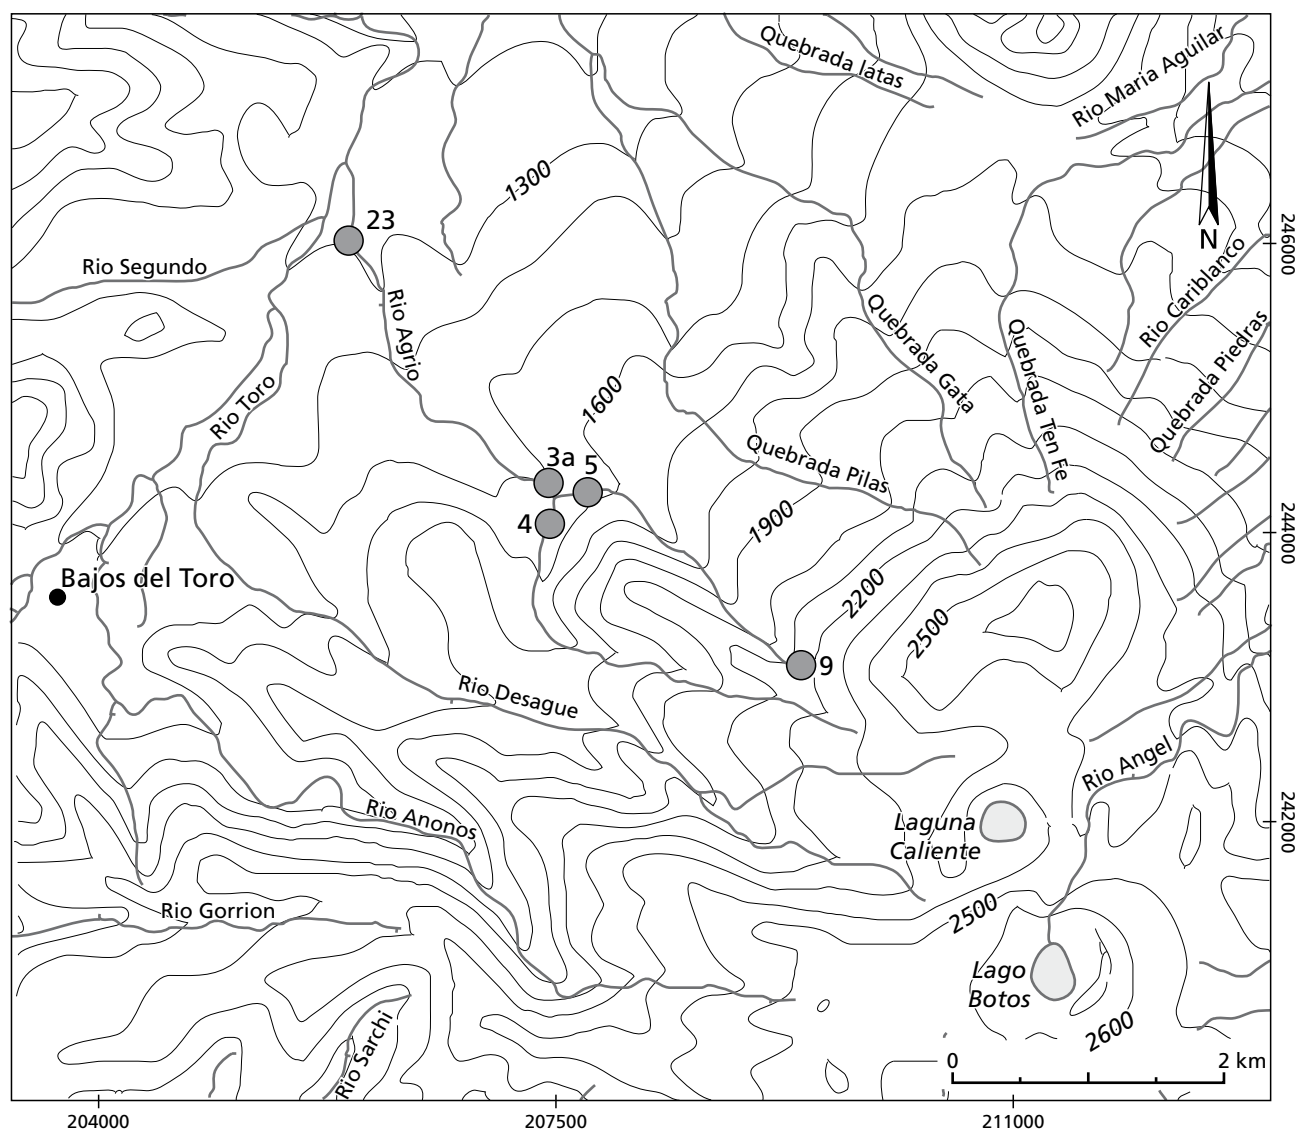 Quebrada latas
Rio Maria Aguilar
1300
23
N
246000
Rio Segundo
Rio Cariblanco
Rio Agrio
Quebrada Gata
Quebrada Ten Fe
Quebrada Piedras
Rio Toro
1600
3a
5
Quebrada Pilas
4
1900
244000
Bajos del Toro
2200
2500
9
Rio Desague
Rio Angel
Rio Anonos
Laguna
Caliente
242000
Rio Gorrion
2500
Lago
Botos
2600
Rio Sarchi
0
2 km
204000
207500
211000